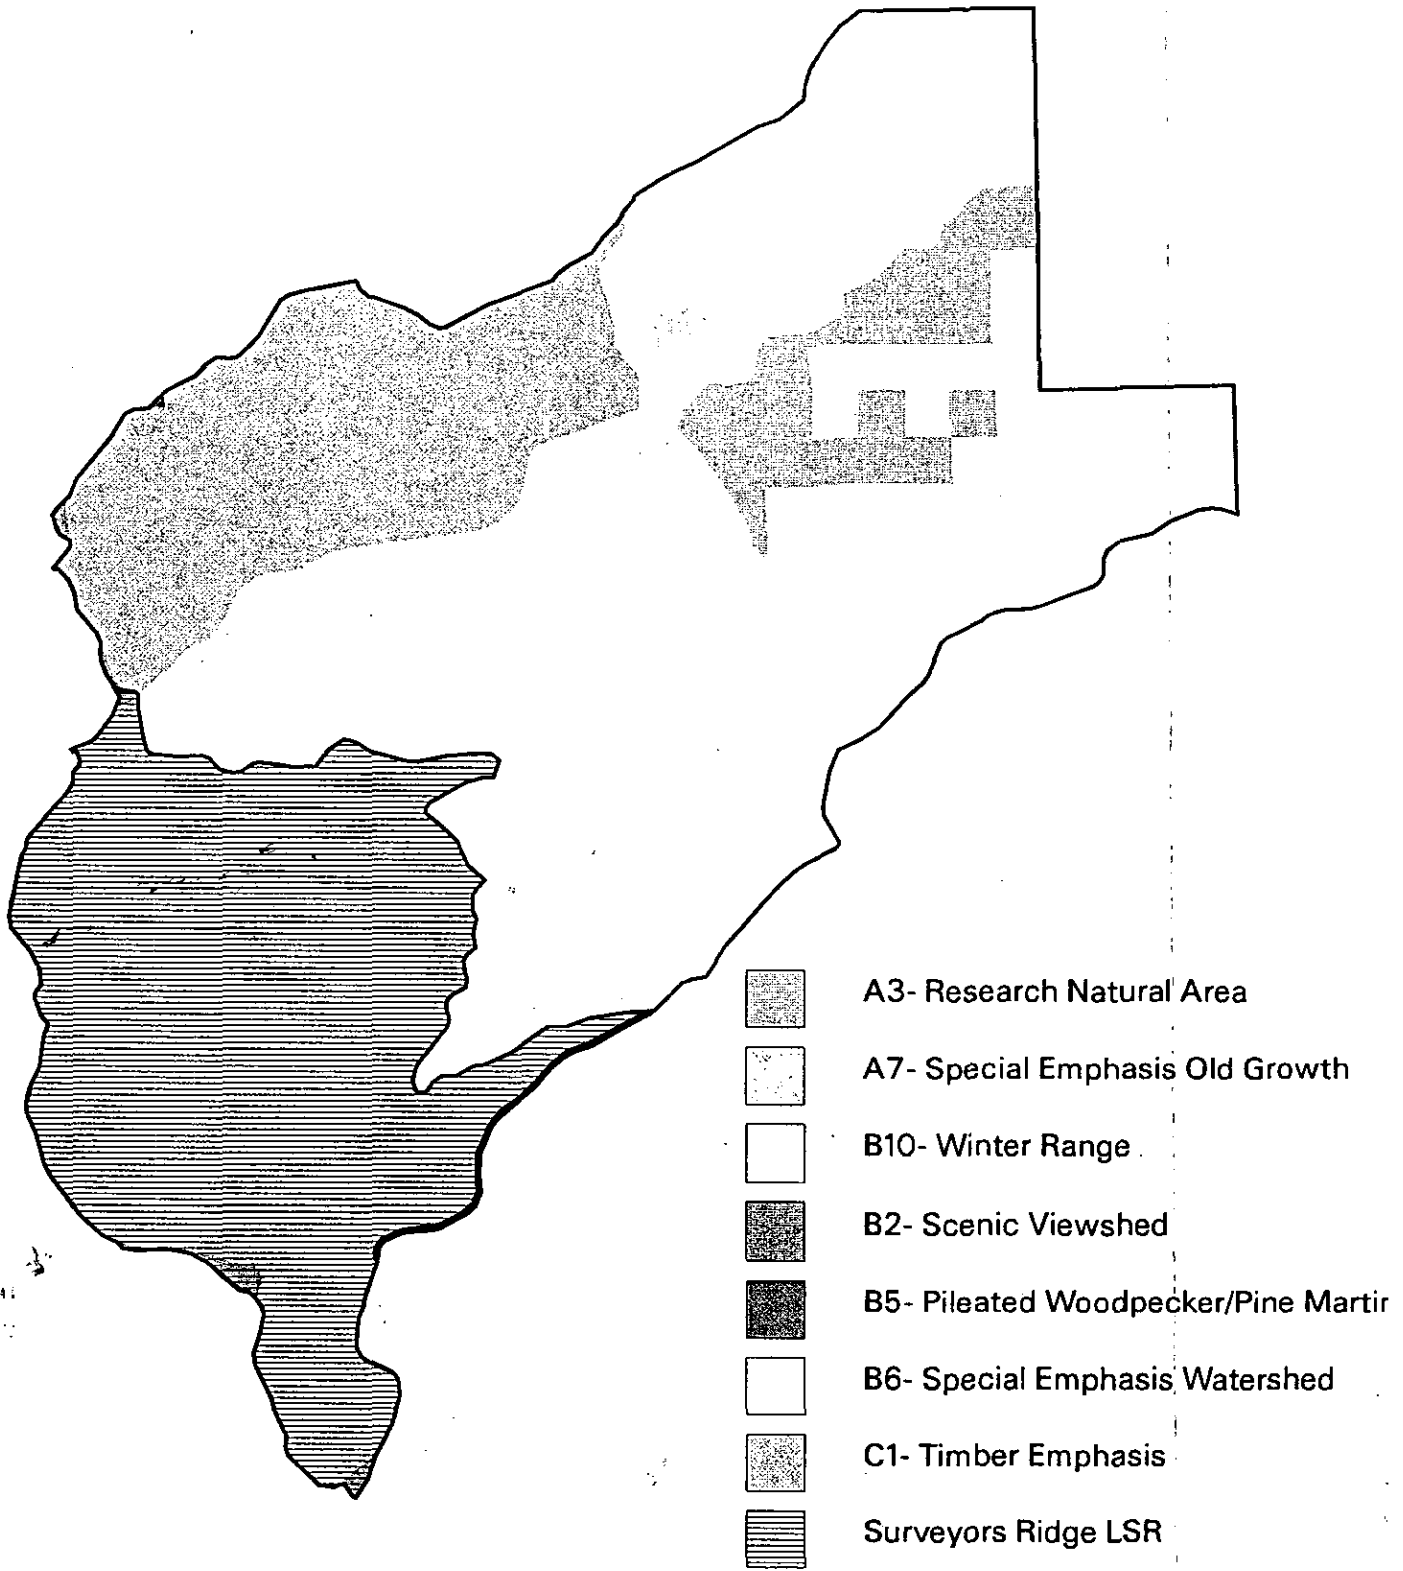 A3- Research Natural Area
A7- Special Emphasis Old Growth
B10- Winter Range
B2- Scenic Viewshed
B5- Pileated Woodpecker/Pine Martir
B6- Special Emphasis Watershed
C1- Timber Emphasis
Surveyors Ridge LSR